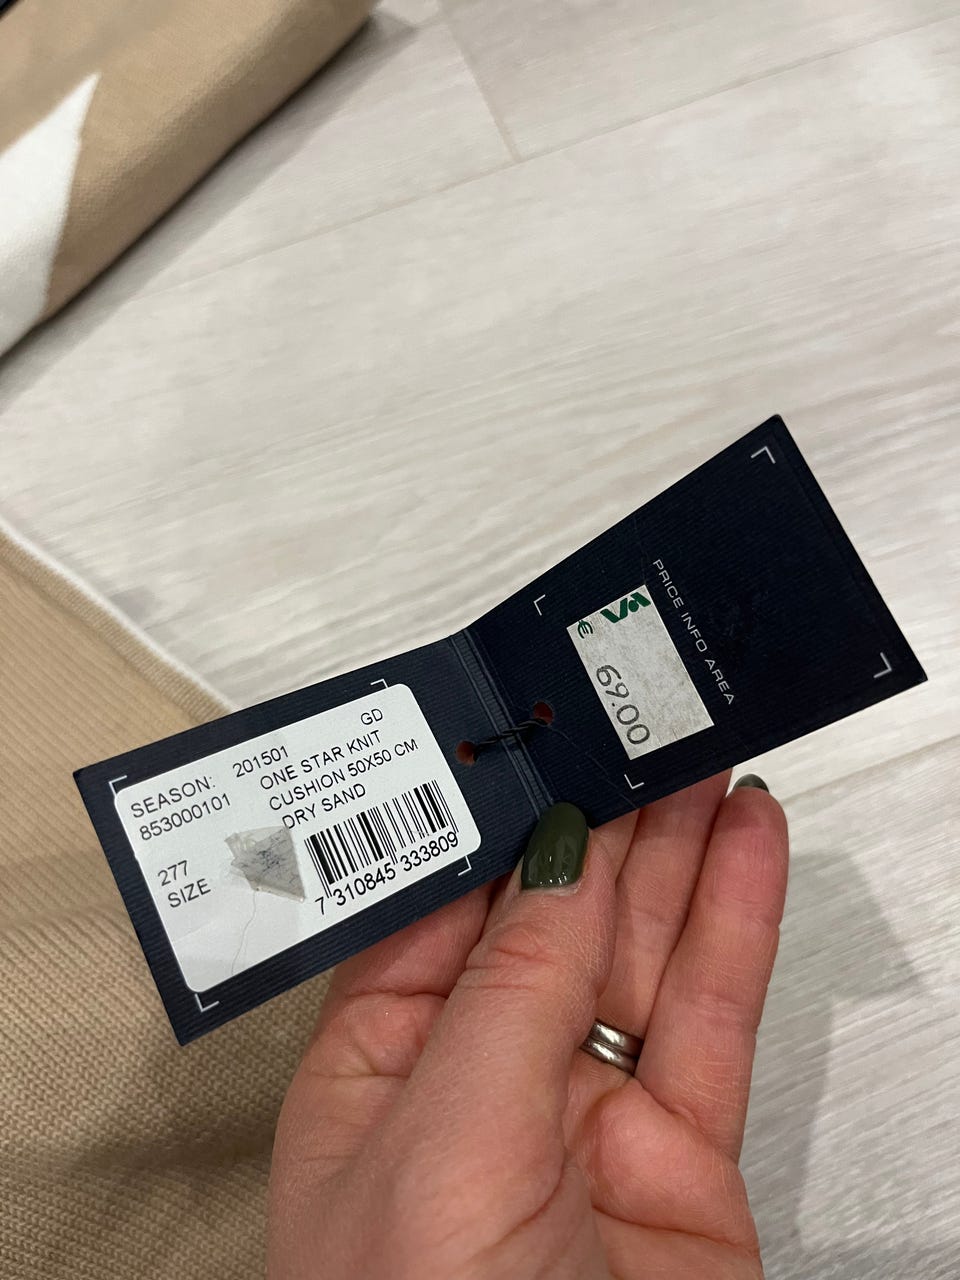 SEASON: 201501 GD
853000101 ONE STAR KNIT
CUSHION 50X50 CM
DRY SAND
277
SIZE
7 310845 333809
PRICE INFO AREA
€
69.00